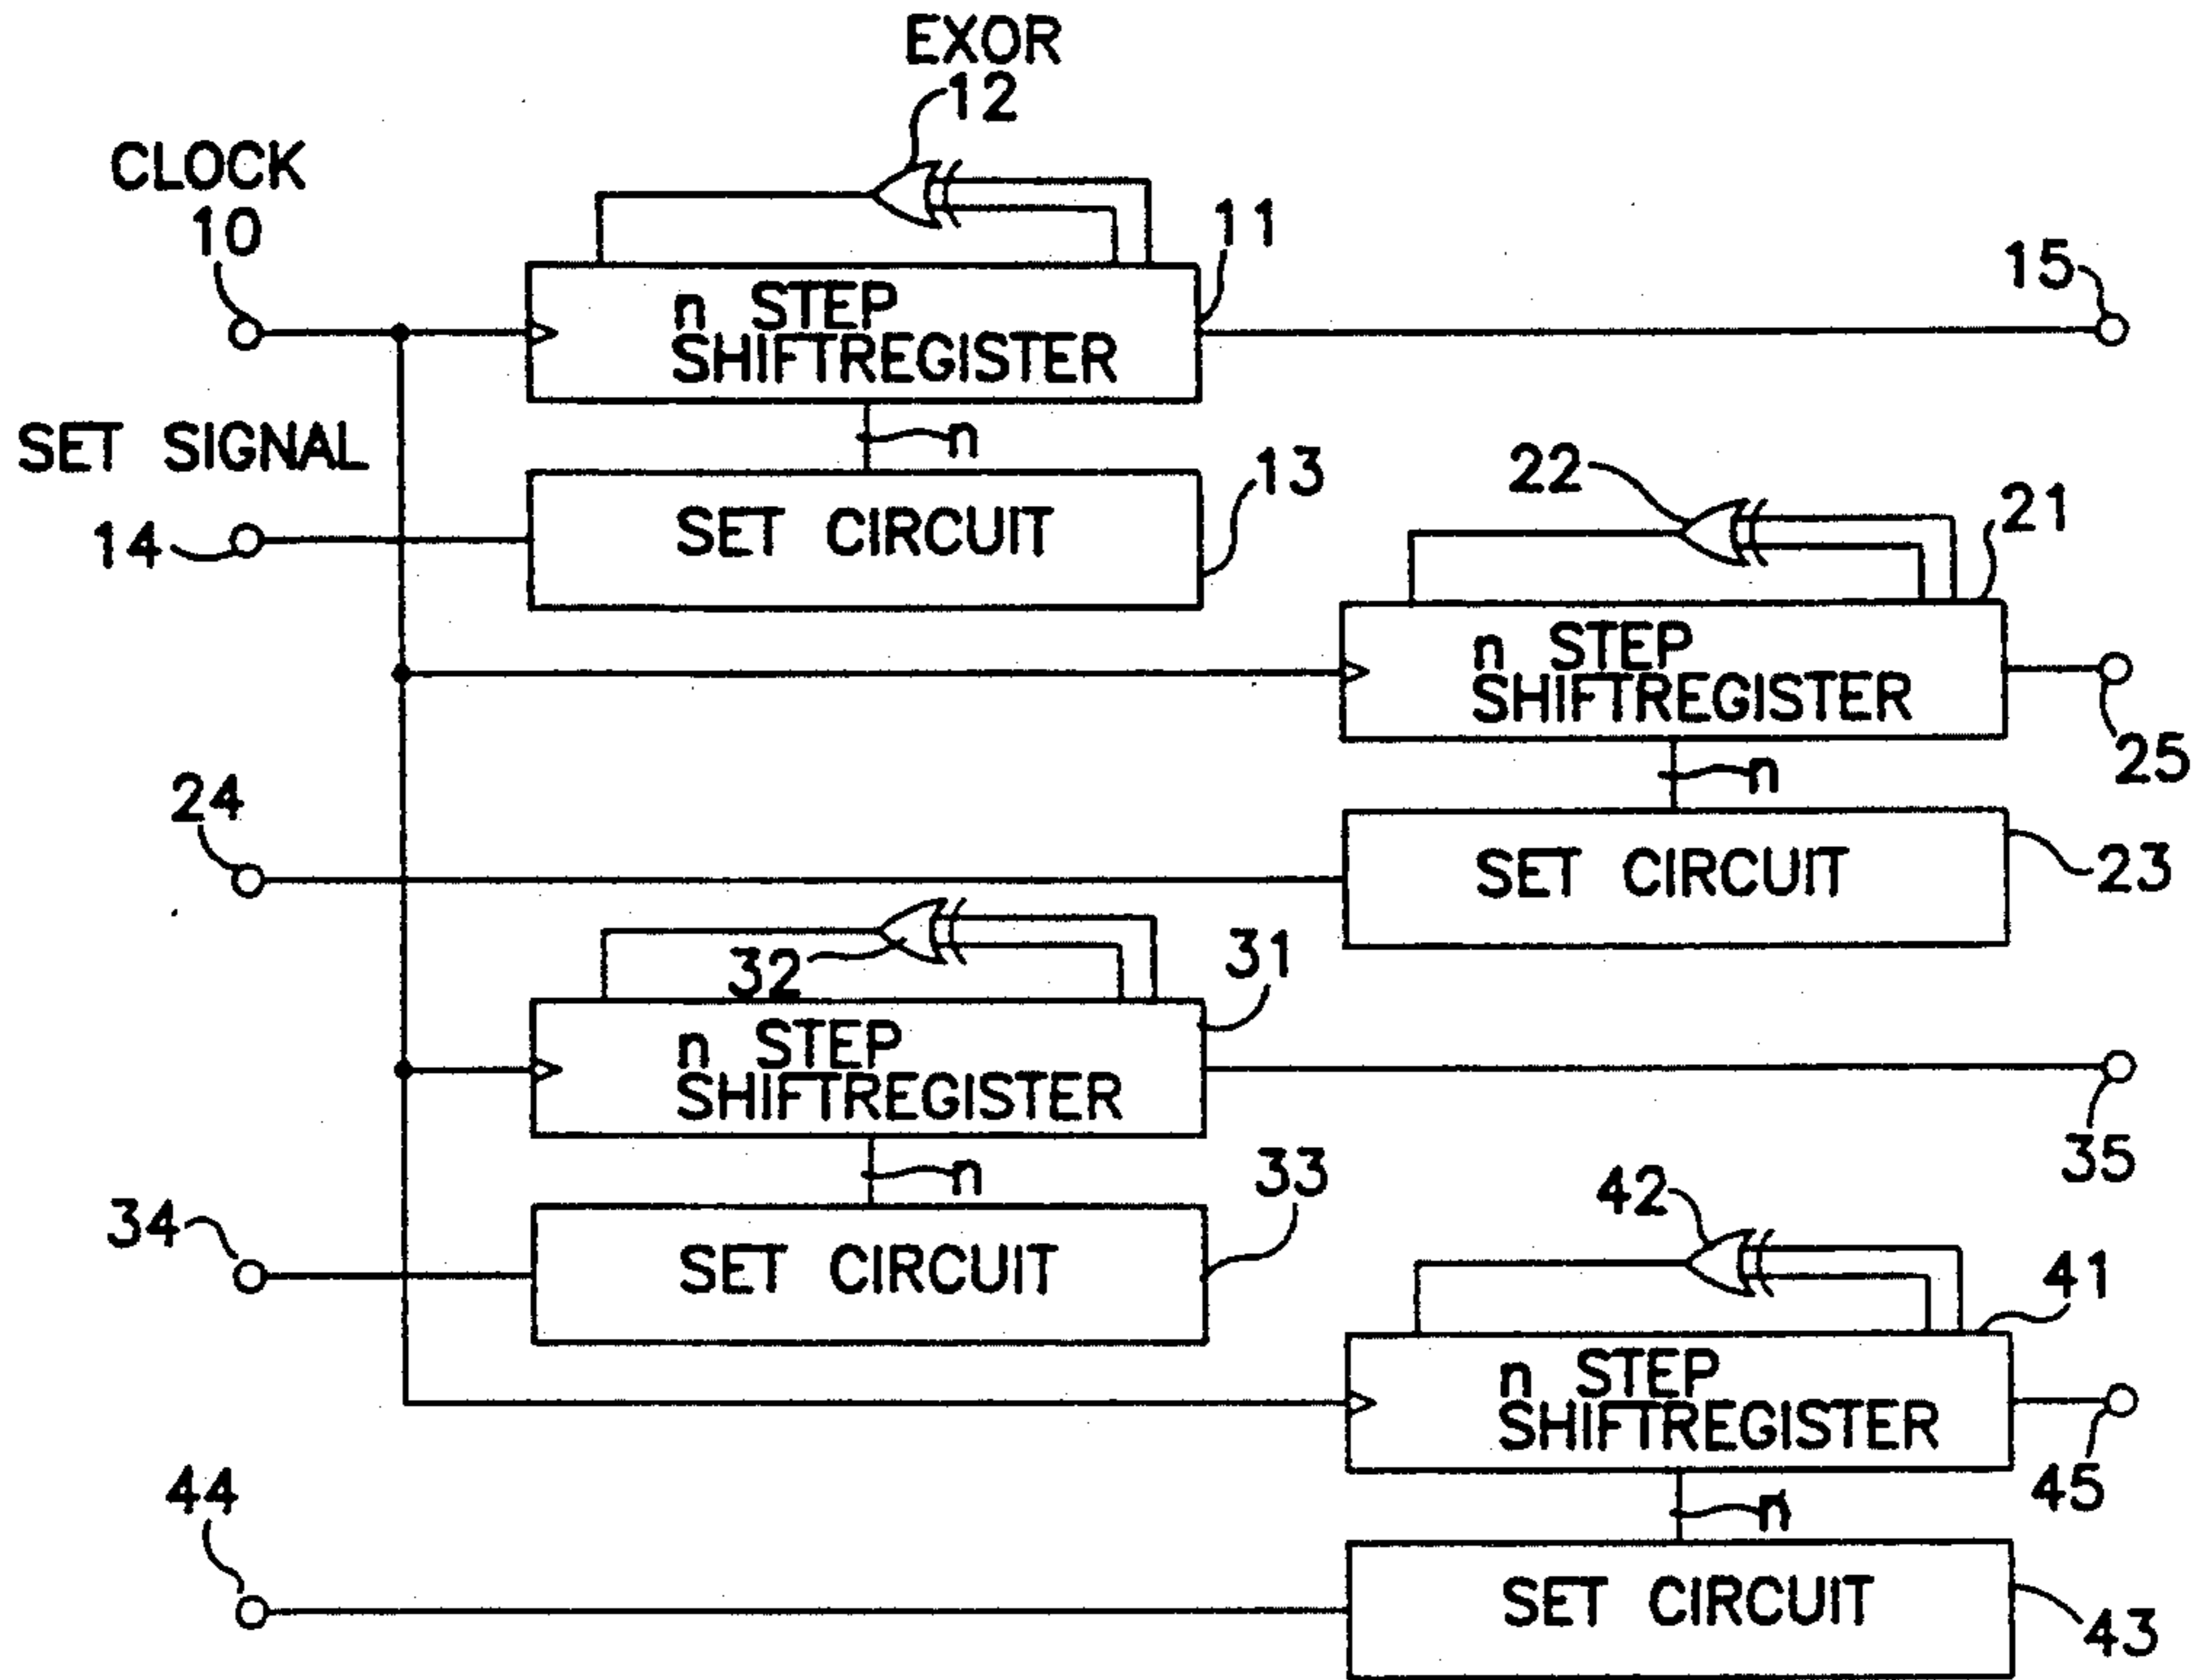 EXOR
12
CLOCK
10
11
15
n STEP
SHIFTREGISTER
SET SIGNAL
n
13
14
SET CIRCUIT
22
21
n STEP
SHIFTREGISTER
25
n
24
SET CIRCUIT
23
32
31
n STEP
SHIFTREGISTER
35
n
33
34
SET CIRCUIT
42
41
n STEP
SHIFTREGISTER
45
n
44
SET CIRCUIT
43